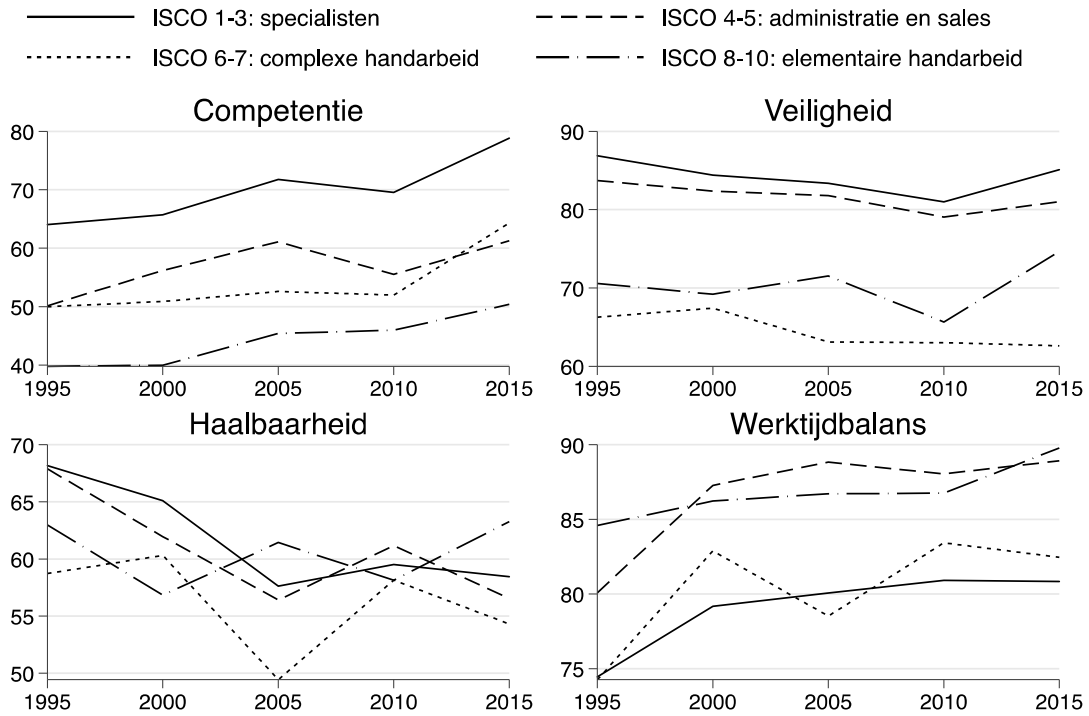 ISCO 1-3: specialisten
ISCO 4-5: administratie en sales
ISCO 6-7: complexe handarbeid
ISCO 8-10: elementaire handarbeid
Competentie
80
70
60
50
40
1995 2000 2005 2010 2015
Veiligheid
90
80
70
60
1995 2000 2005 2010 2015
Haalbaarheid
70
65
60
55
50
1995 2000 2005 2010 2015
Werktijdbalans
90
85
80
75
1995 2000 2005 2010 2015